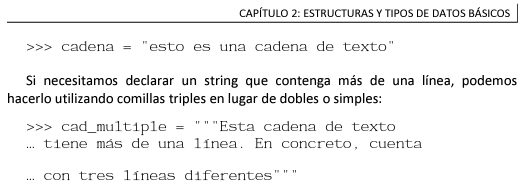 CAPÍTULO 2: ESTRUCTURAS Y TIPOS DE DATOS BÁSICOS
>>> cadena = "esto es una cadena de texto"
Si necesitamos declarar un string que contenga más de una línea, podemos
hacerlo utilizando comillas triples en lugar de dobles o simples:
>>> cad_multiple = """Esta cadena de texto
… tiene más de una línea. En concreto, cuenta
… con tres líneas diferentes"""